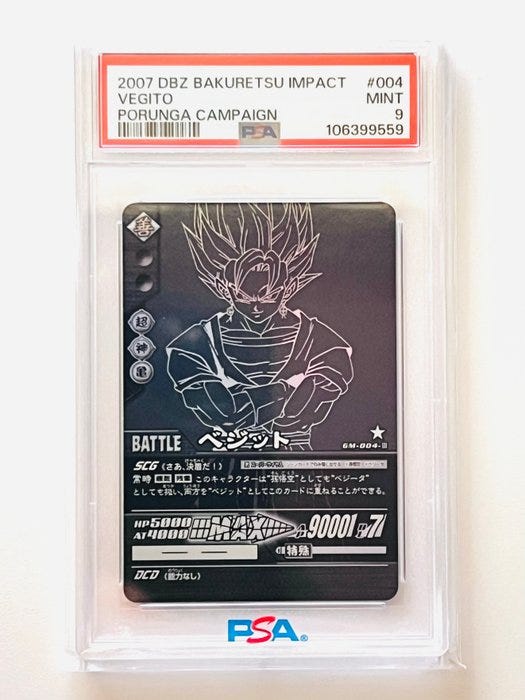 2007 DBZ BAKURETSU IMPACT #004
VEGITO MINT
PORUNGA CAMPAIGN 9
PSA 106399559
善
超
神
亀
BATTLE ベジット
GM-004-III
SCG (さあ、決着だ!)
常時 このキャラクターは"孫悟空"としても"ベジータ"
としても扱い、両方を"ベジット"としてこのカードに重ねることができる。
HP5000
AT4000 MAX 90001 7
特殊
DCD (能力なし)
PSA®